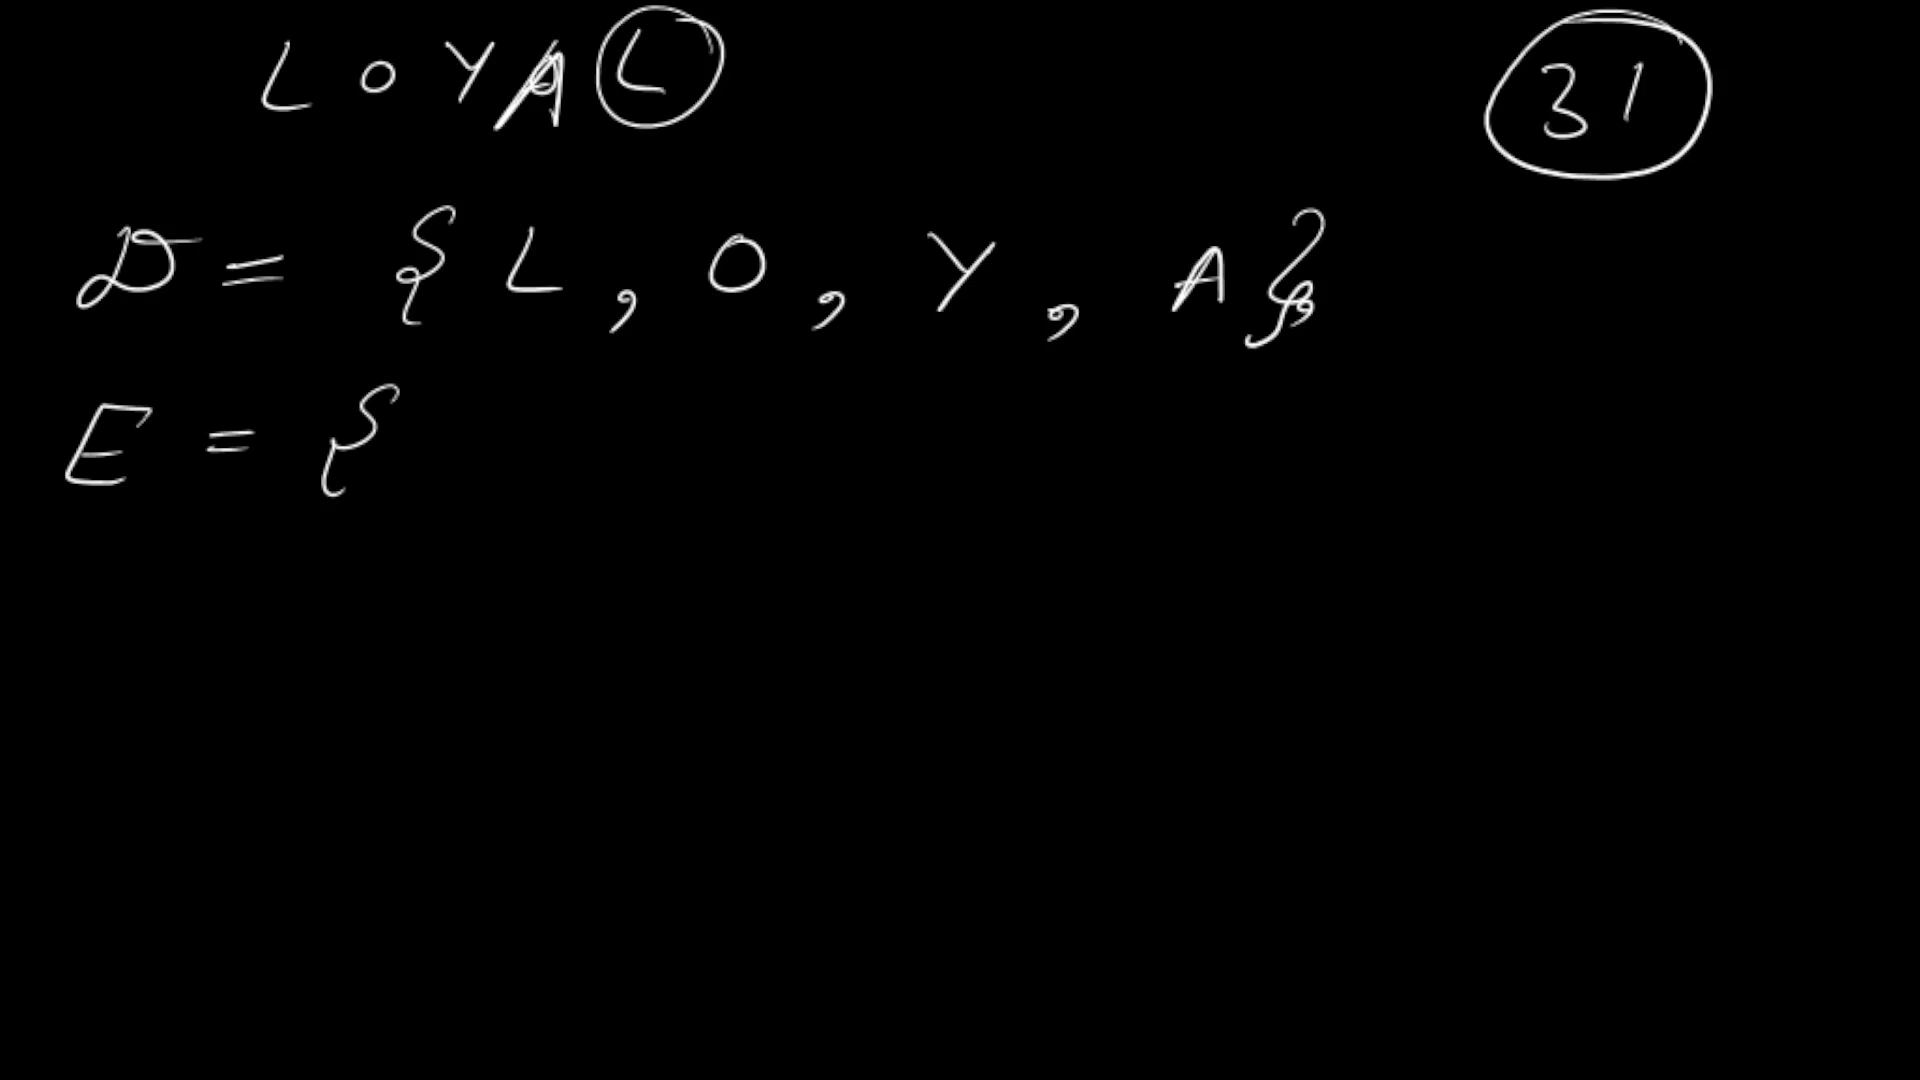 LOYAL
31
D = { L, O, Y, A }
E = {